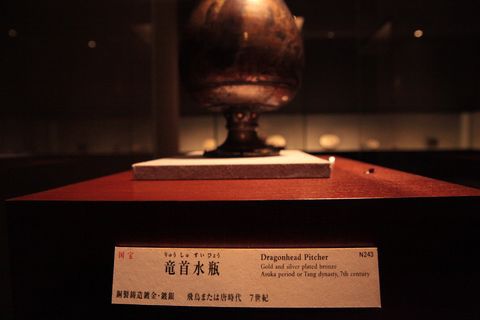 国宝
りゅう しゅ すい びょう
竜首水瓶
銅製鋳造鍍金・鍍銀 飛鳥または唐時代 7世紀
Dragonhead Pitcher N243
Gold and silver plated bronze
Asuka period or Tang dynasty, 7th century